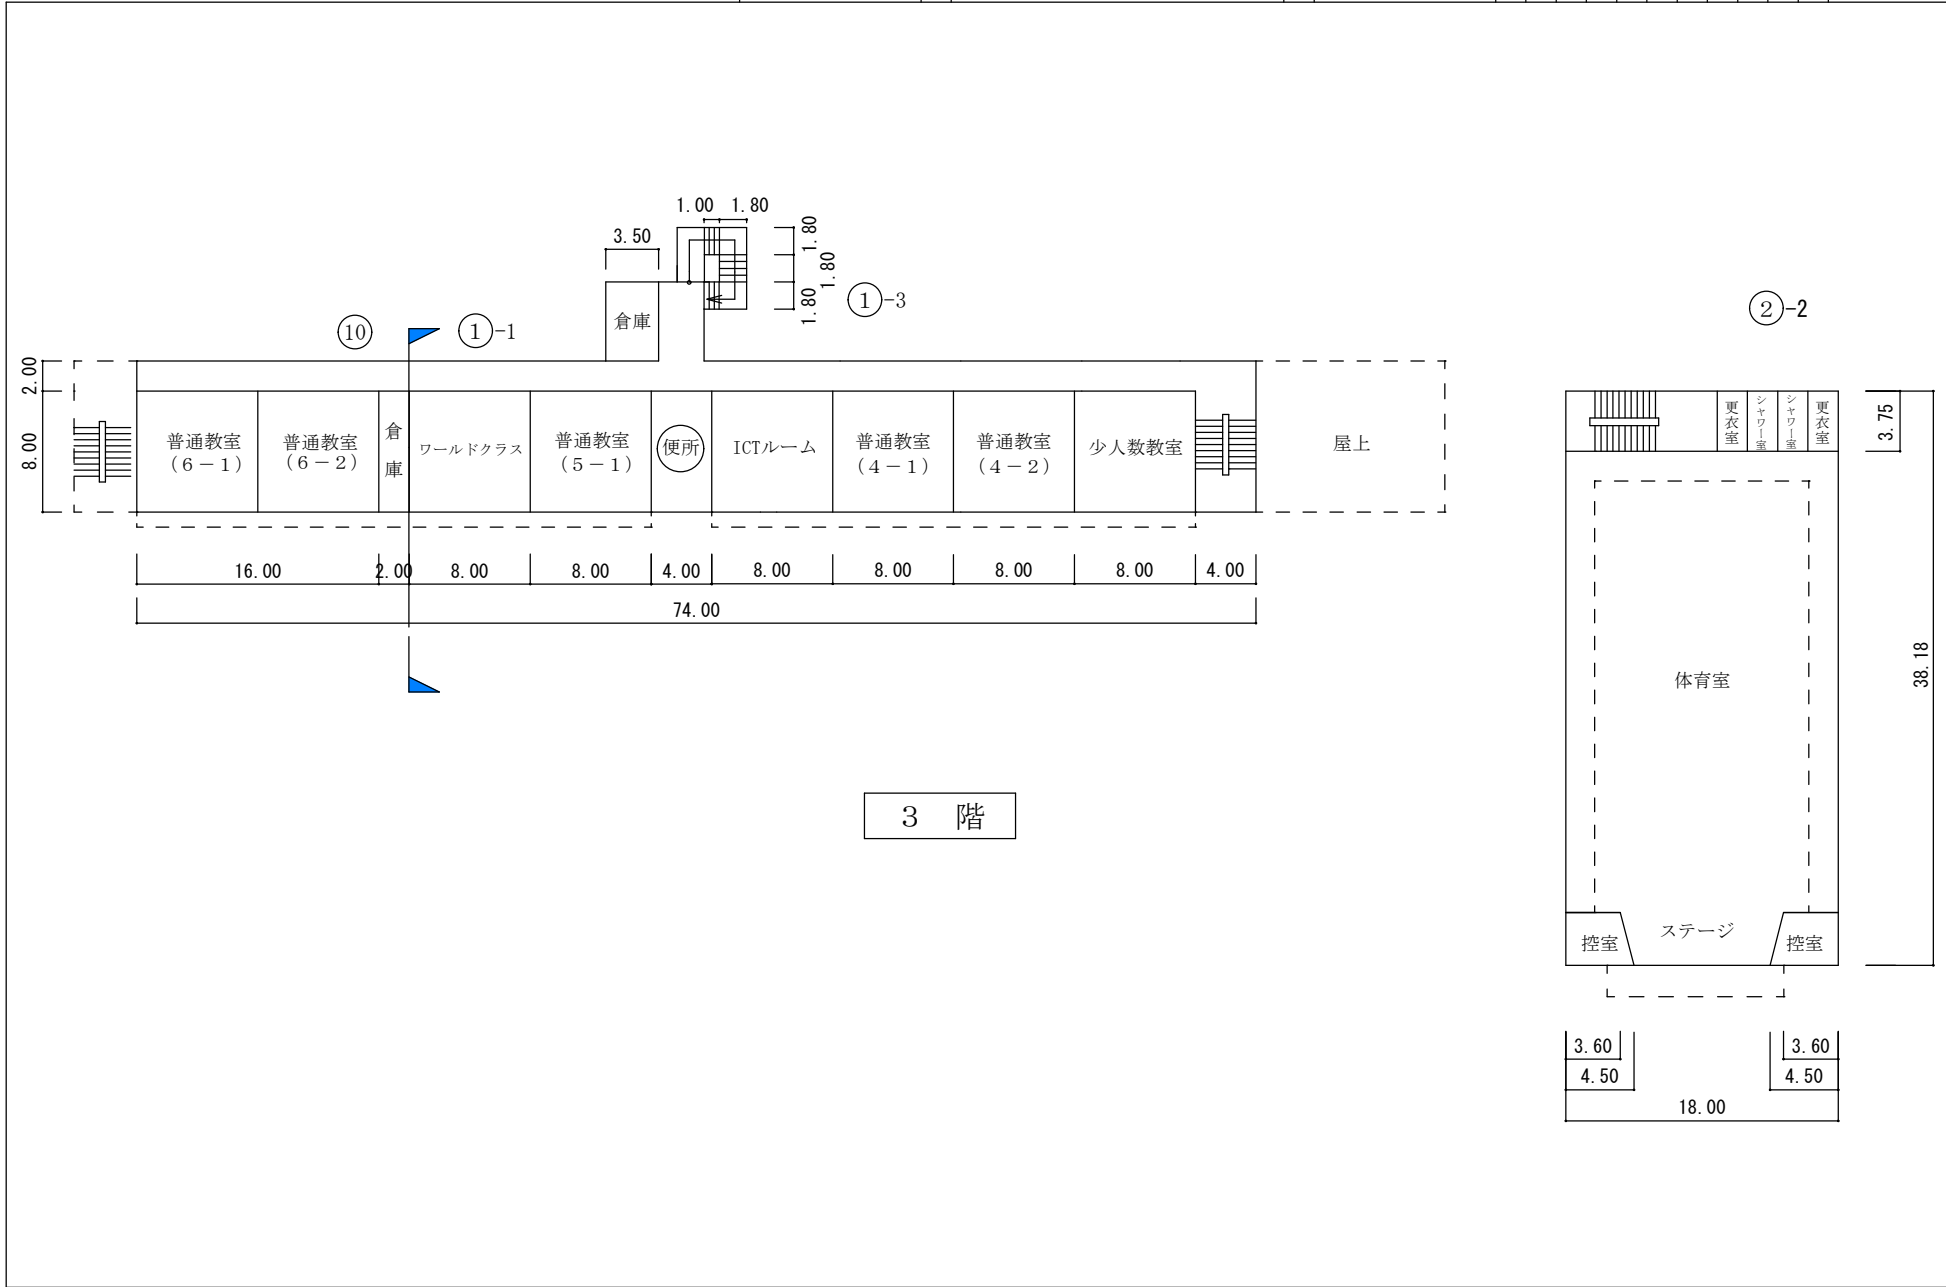 1.00 1.80
3.50
1.80
1.80
1.80
①-3
②-2
倉庫
⑩ ①-1
2.00
8.00
普通教室
(6-1)
普通教室
(6-2)
倉
庫
ワールドクラス
普通教室
(5-1)
便所
ICTルーム
普通教室
(4-1)
普通教室
(4-2)
少人数教室
屋上
更衣室
シャワー室
シャワー室
更衣室
3.75
16.00 2.00 8.00 8.00 4.00 8.00 8.00 8.00 8.00 4.00
74.00
体育室
38.18
3 階
ステージ
控室
控室
3.60 3.60
4.50 4.50
18.00